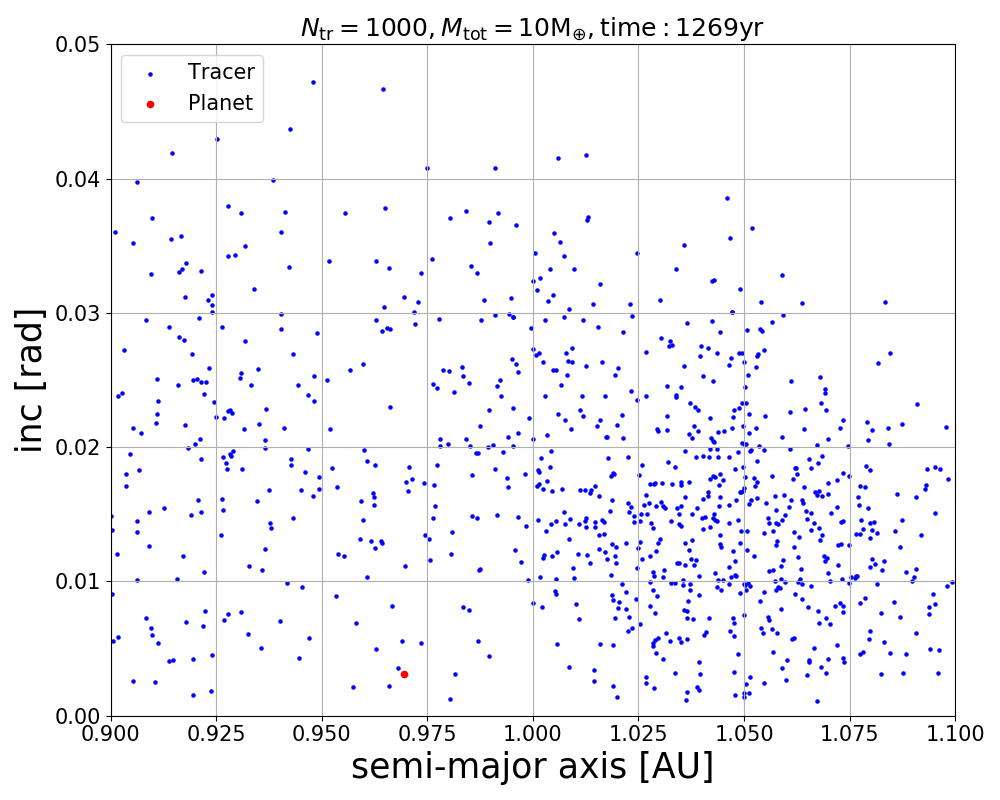 N_tr = 1000, M_tot = 10M_⊕, time : 1269yr
0.05
Tracer
Planet
0.04
0.03
inc [rad]
0.02
0.01
0.00
0.900 0.925 0.950 0.975 1.000 1.025 1.050 1.075 1.100
semi-major axis [AU]